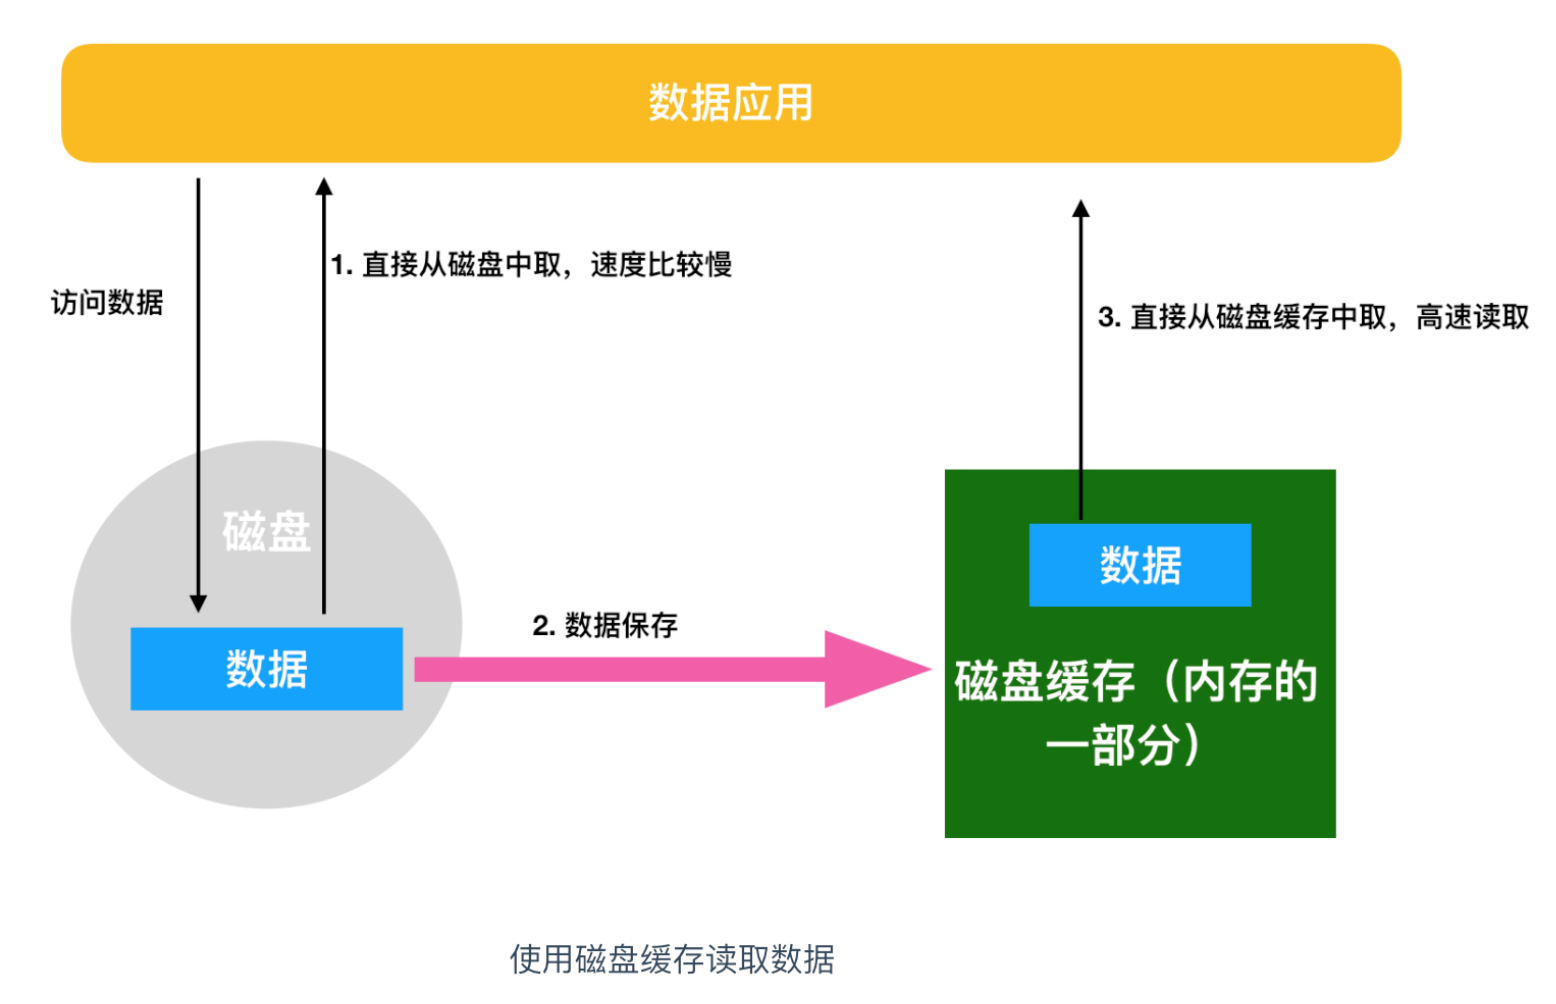 数据应用
1. 直接从磁盘中取，速度比较慢
访问数据
3. 直接从磁盘缓存中取，高速读取
磁盘
数据
2. 数据保存
数据
磁盘缓存（内存的
一部分）
使用磁盘缓存读取数据